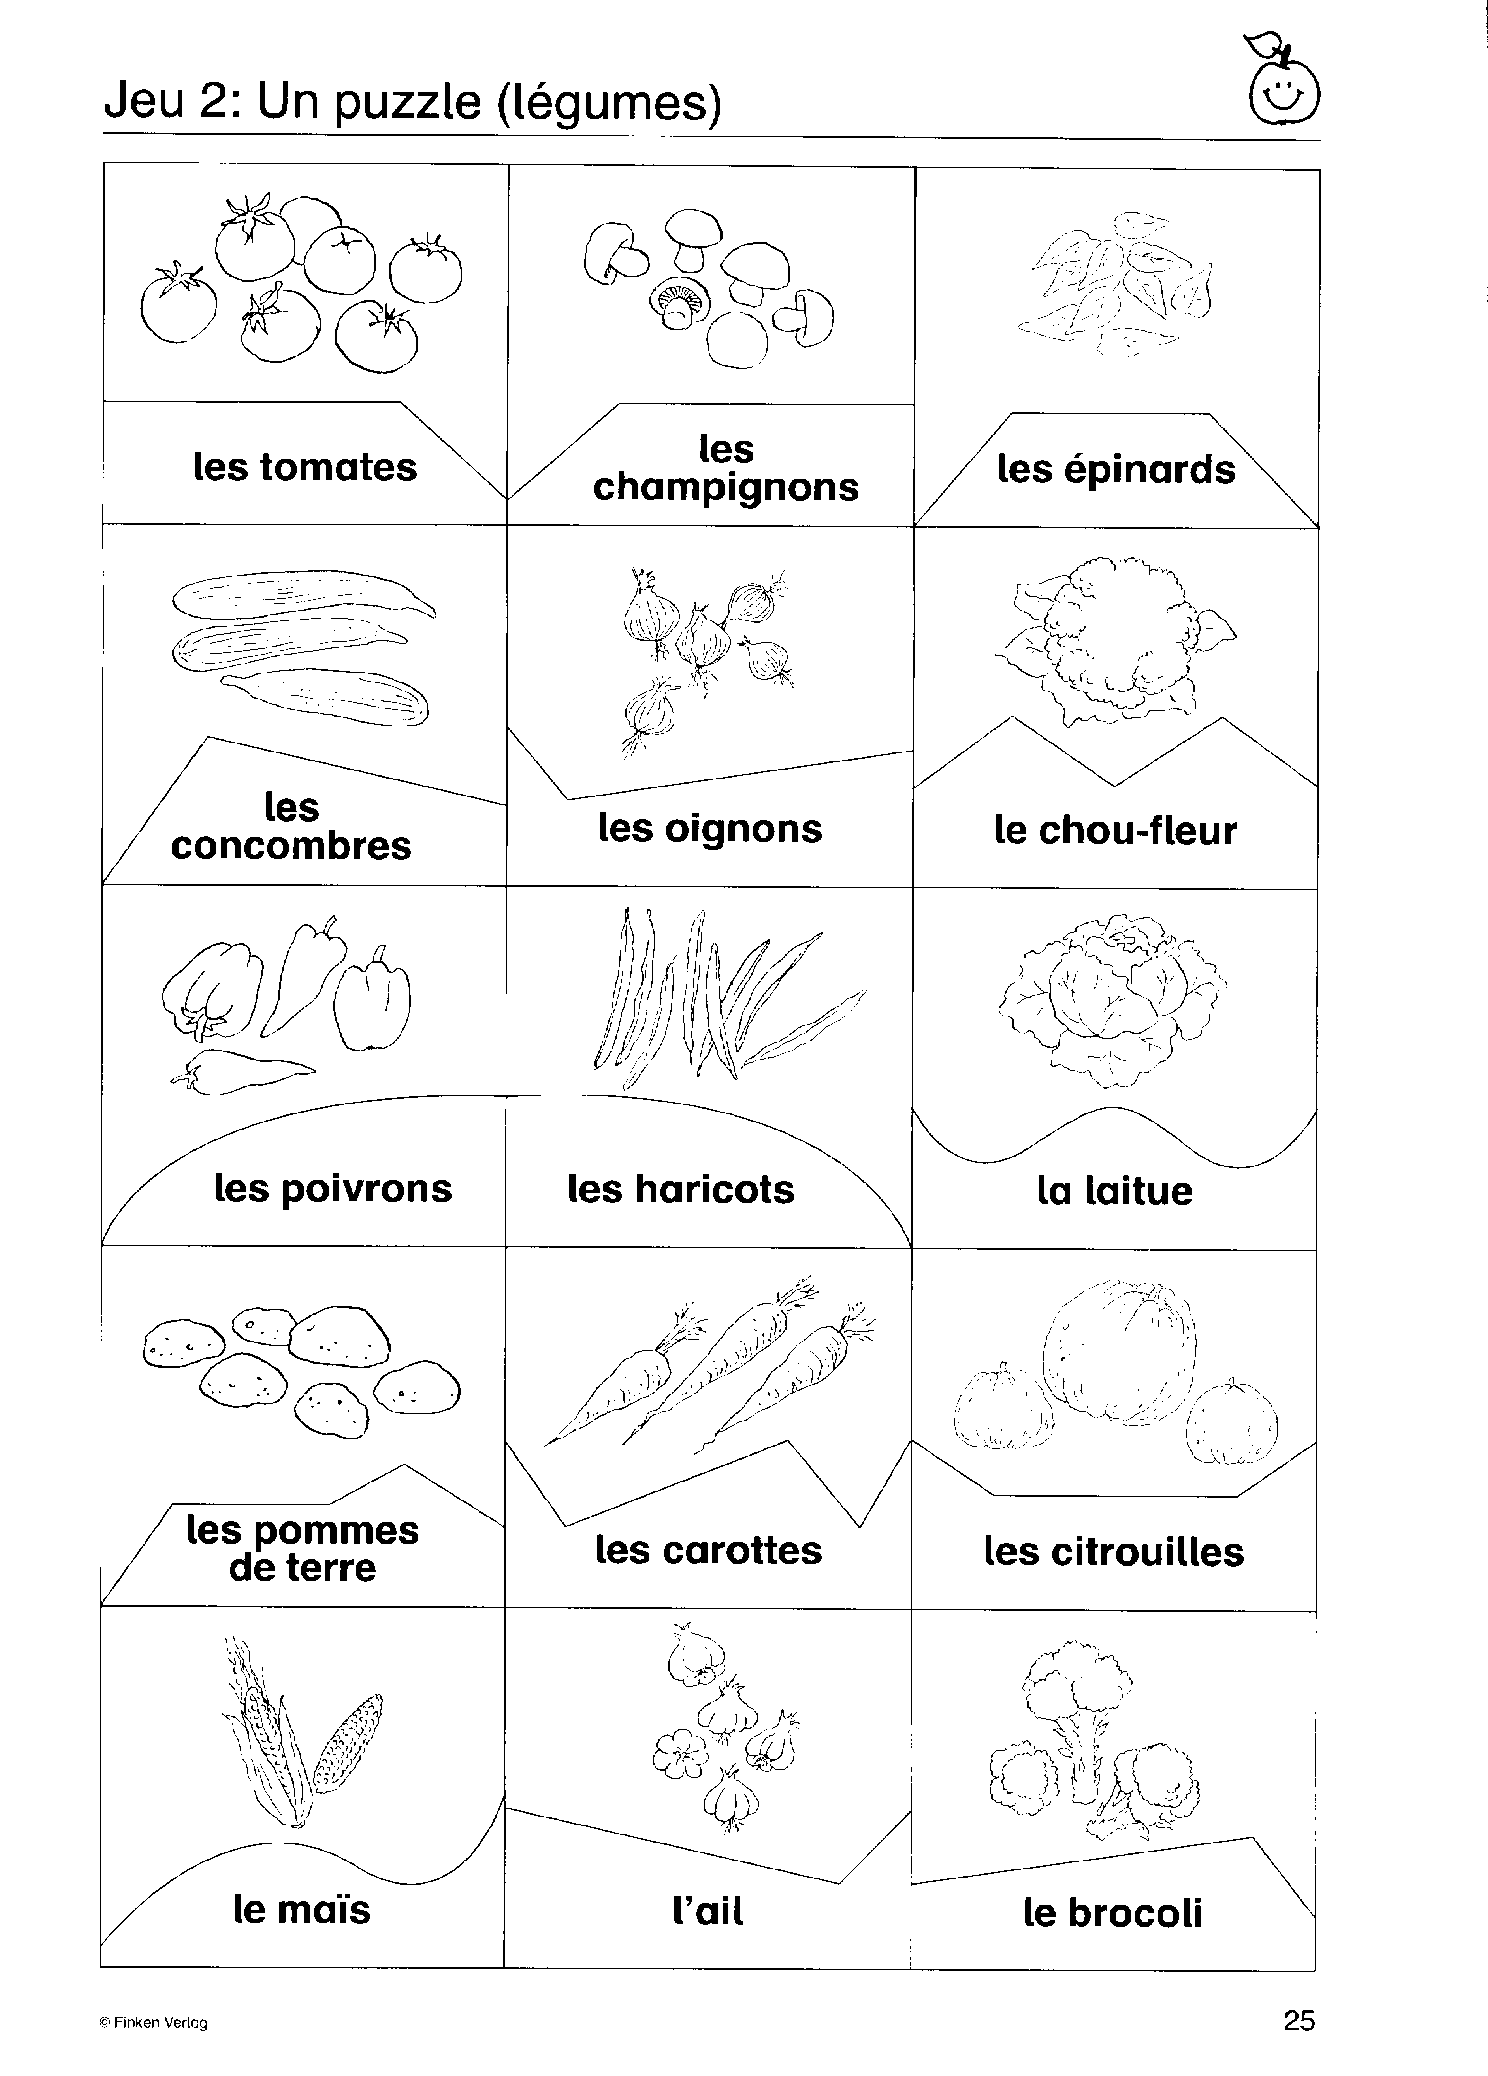 Jeu 2: Un puzzle (légumes)
les tomates
les
champignons
les épinards
les
concombres
les oignons
le chou-fleur
les poivrons
les haricots
la laitue
les pommes
de terre
les carottes
les citrouilles
le maïs
l'ail
le brocoli
© Finken Verlag
25